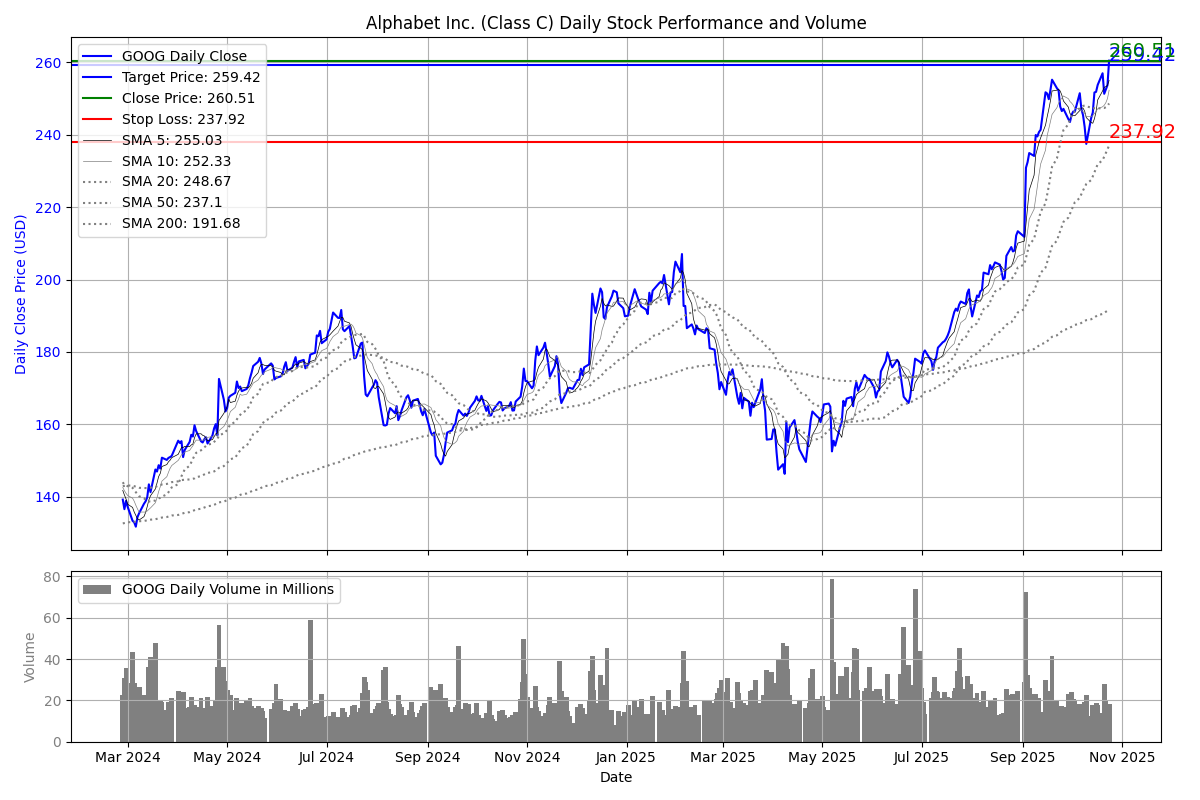 Alphabet Inc. (Class C) Daily Stock Performance and Volume
GOOG Daily Close
Target Price: 259.42
Close Price: 260.51
Stop Loss: 237.92
SMA 5: 255.03
SMA 10: 252.33
SMA 20: 248.67
SMA 50: 237.1
SMA 200: 191.68
260.51
259.42
237.92
Daily Close Price (USD)
260
240
220
200
180
160
140
GOOG Daily Volume in Millions
Volume
80
60
40
20
0
Mar 2024 May 2024 Jul 2024 Sep 2024 Nov 2024 Jan 2025 Mar 2025 May 2025 Jul 2025 Sep 2025 Nov 2025
Date